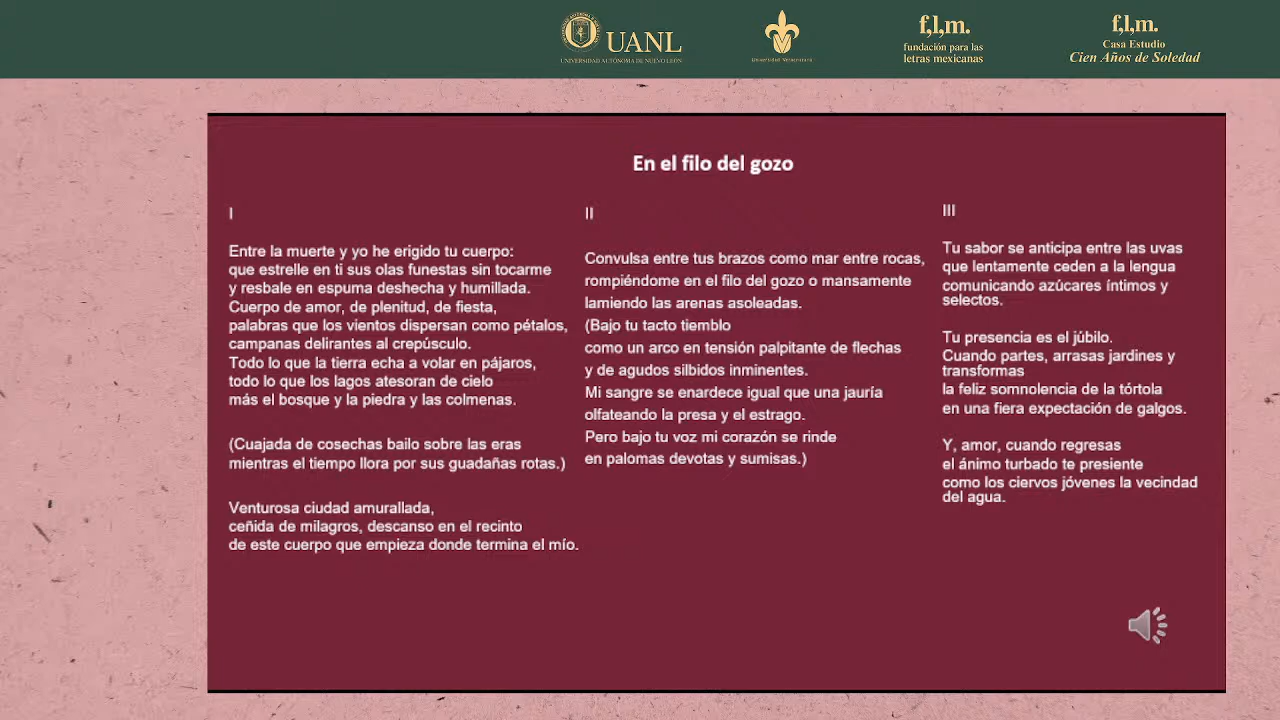 UANL
UNIVERSIDAD AUTÓNOMA DE NUEVO LEÓN
Universidad Veracruzana
f,l,m.
fundación para las
letras mexicanas
f,l,m.
Casa Estudio
Cien Años de Soledad
En el filo del gozo
I
Entre la muerte y yo he erigido tu cuerpo:
que estrelle en ti sus olas funestas sin tocarme
y resbale en espuma deshecha y humillada.
Cuerpo de amor, de plenitud, de fiesta,
palabras que los vientos dispersan como pétalos,
campanas delirantes al crepúsculo.
Todo lo que la tierra echa a volar en pájaros,
todo lo que los lagos atesoran de cielo
más el bosque y la piedra y las colmenas.
(Cuajada de cosechas bailo sobre las eras
mientras el tiempo llora por sus guadañas rotas.)
Venturosa ciudad amurallada,
ceñida de milagros, descanso en el recinto
de este cuerpo que empieza donde termina el mío.
II
Convulsa entre tus brazos como mar entre rocas,
rompiéndome en el filo del gozo o mansamente
lamiendo las arenas asoleadas.
(Bajo tu tacto tiemblo
como un arco en tensión palpitante de flechas
y de agudos silbidos inminentes.
Mi sangre se enardece igual que una jauría
olfateando la presa y el estrago.
Pero bajo tu voz mi corazón se rinde
en palomas devotas y sumisas.)
III
Tu sabor se anticipa entre las uvas
que lentamente ceden a la lengua
comunicando azúcares íntimos y
selectos.
Tu presencia es el júbilo.
Cuando partes, arrasas jardines y
transformas
la feliz somnolencia de la tórtola
en una fiera expectación de galgos.
Y, amor, cuando regresas
el ánimo turbado te presiente
como los ciervos jóvenes la vecindad
del agua.